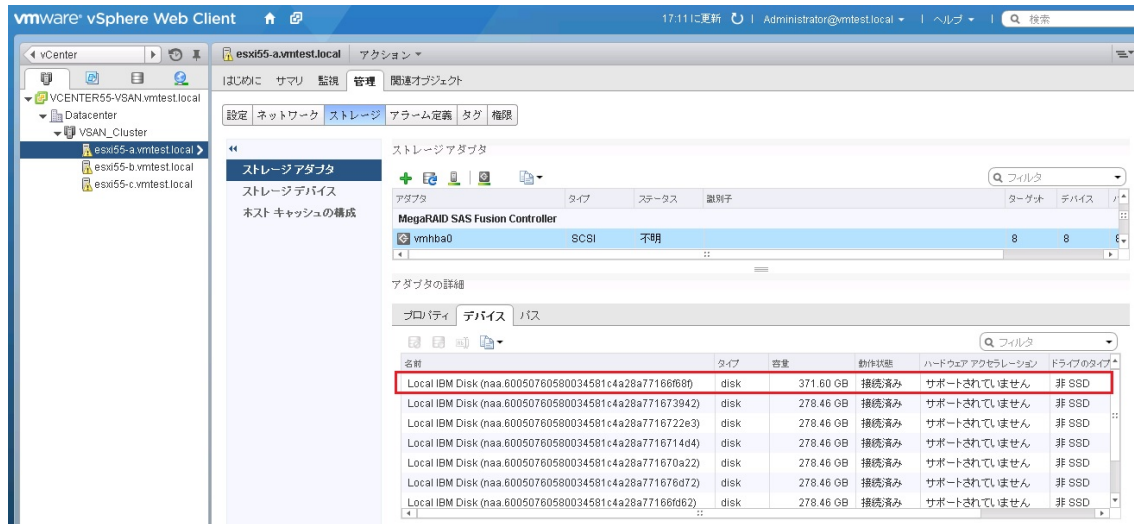 vmware® vSphere Web Client 17:11に更新 Administrator@vmtest.local ヘルプ 検索
vCenter esxi55-a.vmtest.local アクション
はじめに サマリ 監視 管理 関連オブジェクト
VCENTER55-VSAN.vmtest.local
Datacenter 設定 ネットワーク ストレージ アラーム定義 タグ 権限
VSAN_Cluster
esxi55-a.vmtest.local ストレージ アダプタ
esxi55-b.vmtest.local ストレージ アダプタ
esxi55-c.vmtest.local ストレージ デバイス フィルタ
ホスト キャッシュの構成 アダプタ タイプ ステータス 識別子 ターゲット デバイス
MegaRAID SAS Fusion Controller
vmhba0 SCSI 不明 8 8
アダプタの詳細
プロパティ デバイス パス
フィルタ
名前 タイプ 容量 動作状態 ハードウェア アクセラレーション ドライブのタイプ
Local IBM Disk (naa.60050760580034581c4a28a77166f68f) disk 371.60 GB 接続済み サポートされていません 非 SSD
Local IBM Disk (naa.60050760580034581c4a28a771673942) disk 278.46 GB 接続済み サポートされていません 非 SSD
Local IBM Disk (naa.60050760580034581c4a28a7716722e3) disk 278.46 GB 接続済み サポートされていません 非 SSD
Local IBM Disk (naa.60050760580034581c4a28a7716714d4) disk 278.46 GB 接続済み サポートされていません 非 SSD
Local IBM Disk (naa.60050760580034581c4a28a771670a22) disk 278.46 GB 接続済み サポートされていません 非 SSD
Local IBM Disk (naa.60050760580034581c4a28a771676d72) disk 278.46 GB 接続済み サポートされていません 非 SSD
Local IBM Disk (naa.60050760580034581c4a28a77166fd62) disk 278.46 GB 接続済み サポートされていません 非 SSD